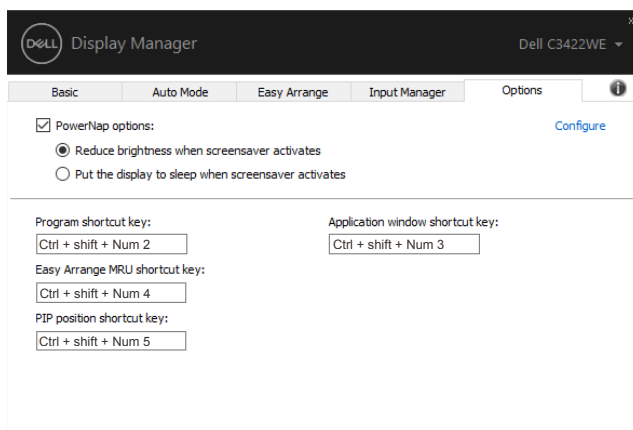 DELL Display Manager
Dell C3422WE
Basic Auto Mode Easy Arrange Input Manager Options
PowerNap options:
Configure
Reduce brightness when screensaver activates
Put the display to sleep when screensaver activates
Program shortcut key:
Application window shortcut key:
Ctrl + shift + Num 2
Ctrl + shift + Num 3
Easy Arrange MRU shortcut key:
Ctrl + shift + Num 4
PIP position shortcut key:
Ctrl + shift + Num 5